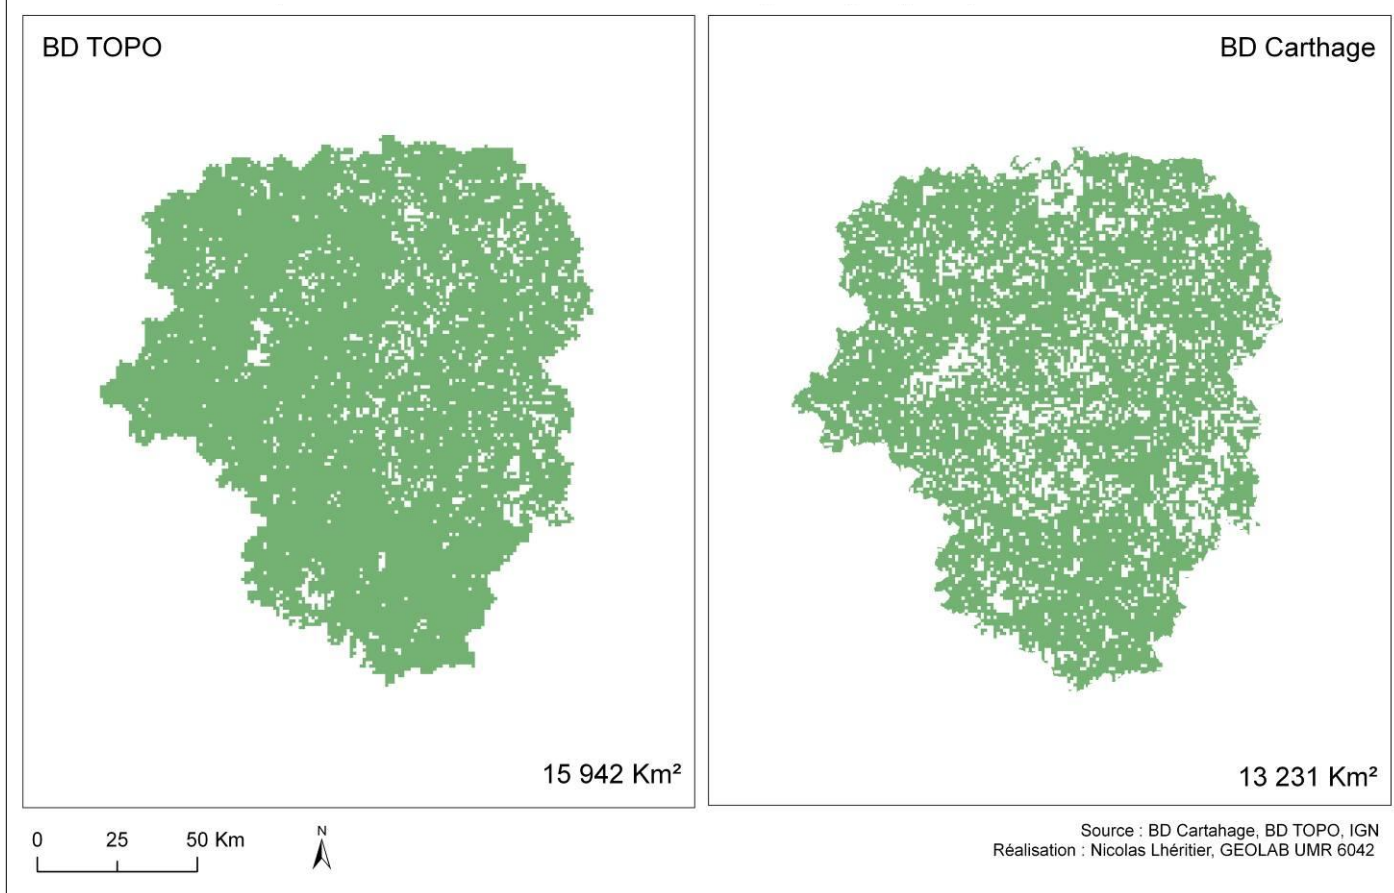 BD TOPO
BD Carthage
15 942 Km²
13 231 Km²
0 25 50 Km
N
Source : BD Cartahage, BD TOPO, IGN
Réalisation : Nicolas Lhéritier, GEOLAB UMR 6042